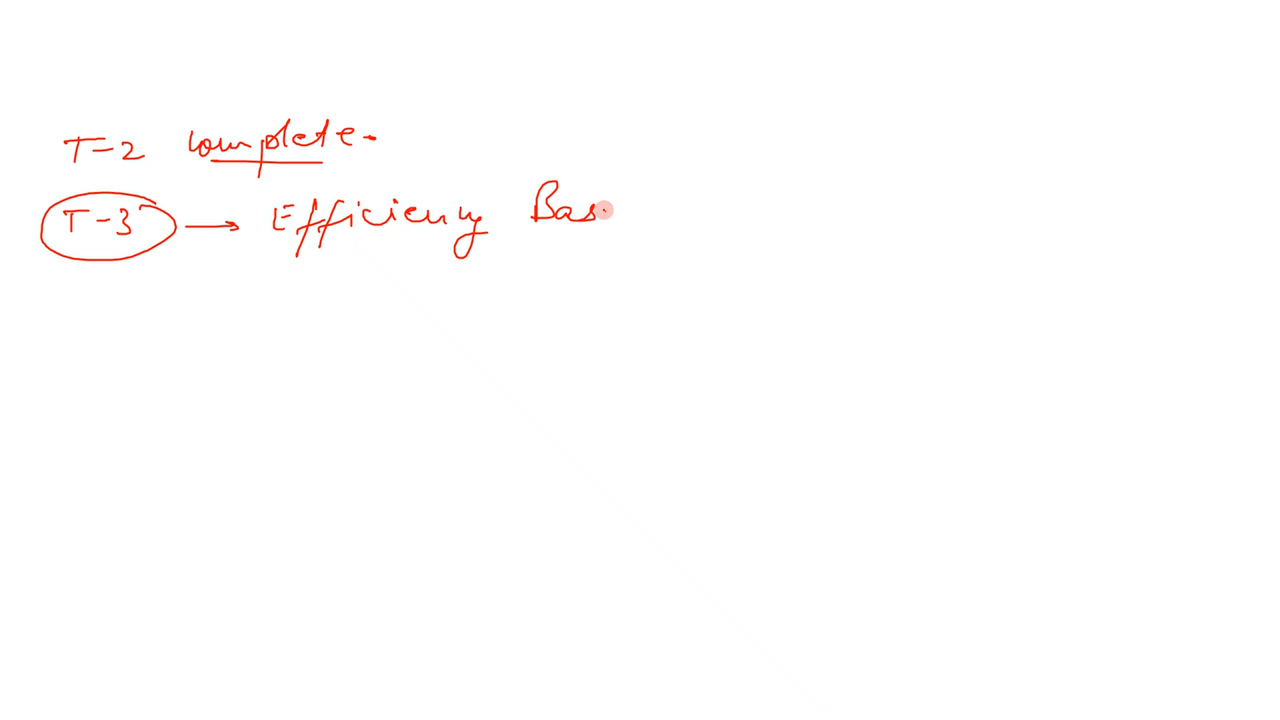 T-2 complete.
T-3 → Efficiency Bas